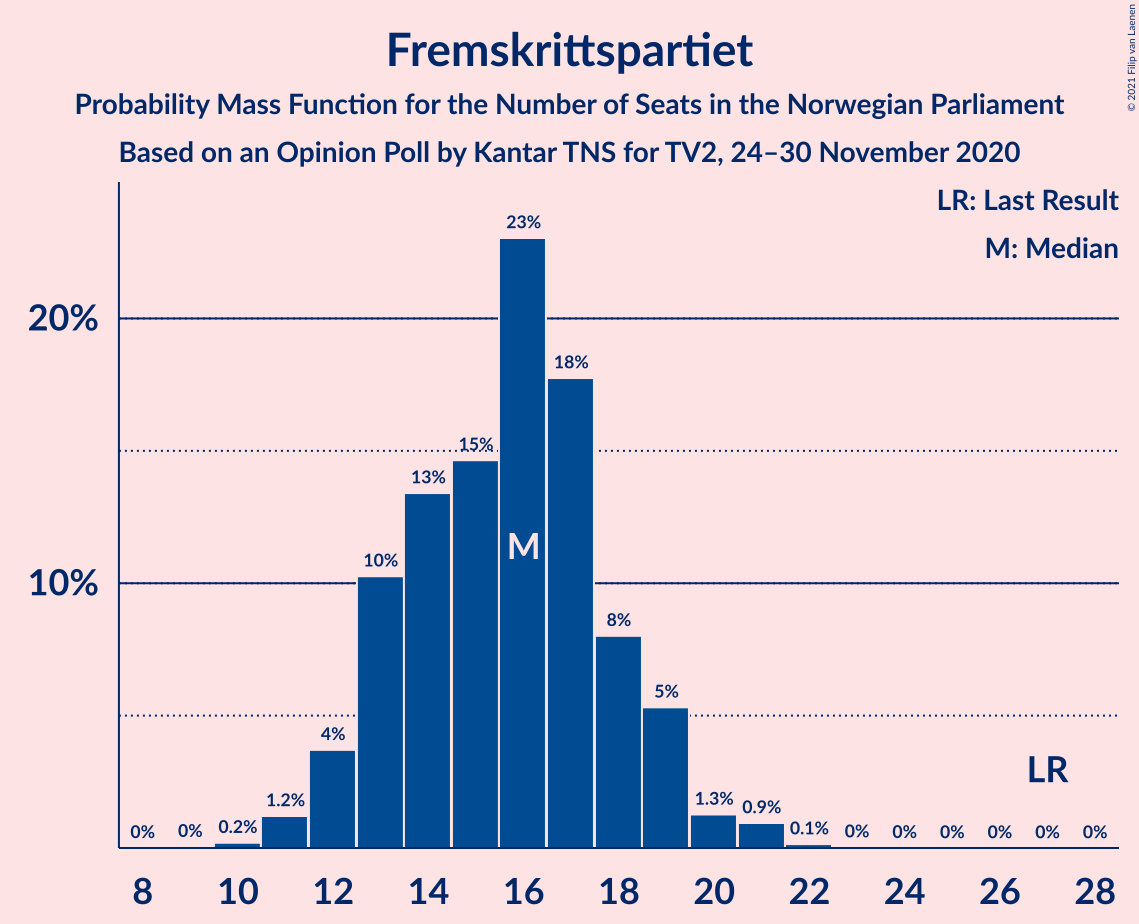 Fremskrittspartiet
Probability Mass Function for the Number of Seats in the Norwegian Parliament
Based on an Opinion Poll by Kantar TNS for TV2, 24–30 November 2020
© 2021 Filip van Laenen
LR: Last Result
M: Median
20%
10%
0% 0% 0.2% 1.2% 4% 10% 13% 15% 23% 18% 8% 5% 1.3% 0.9% 0.1% 0% 0% 0% 0% 0% 0%
M
LR
8 10 12 14 16 18 20 22 24 26 28